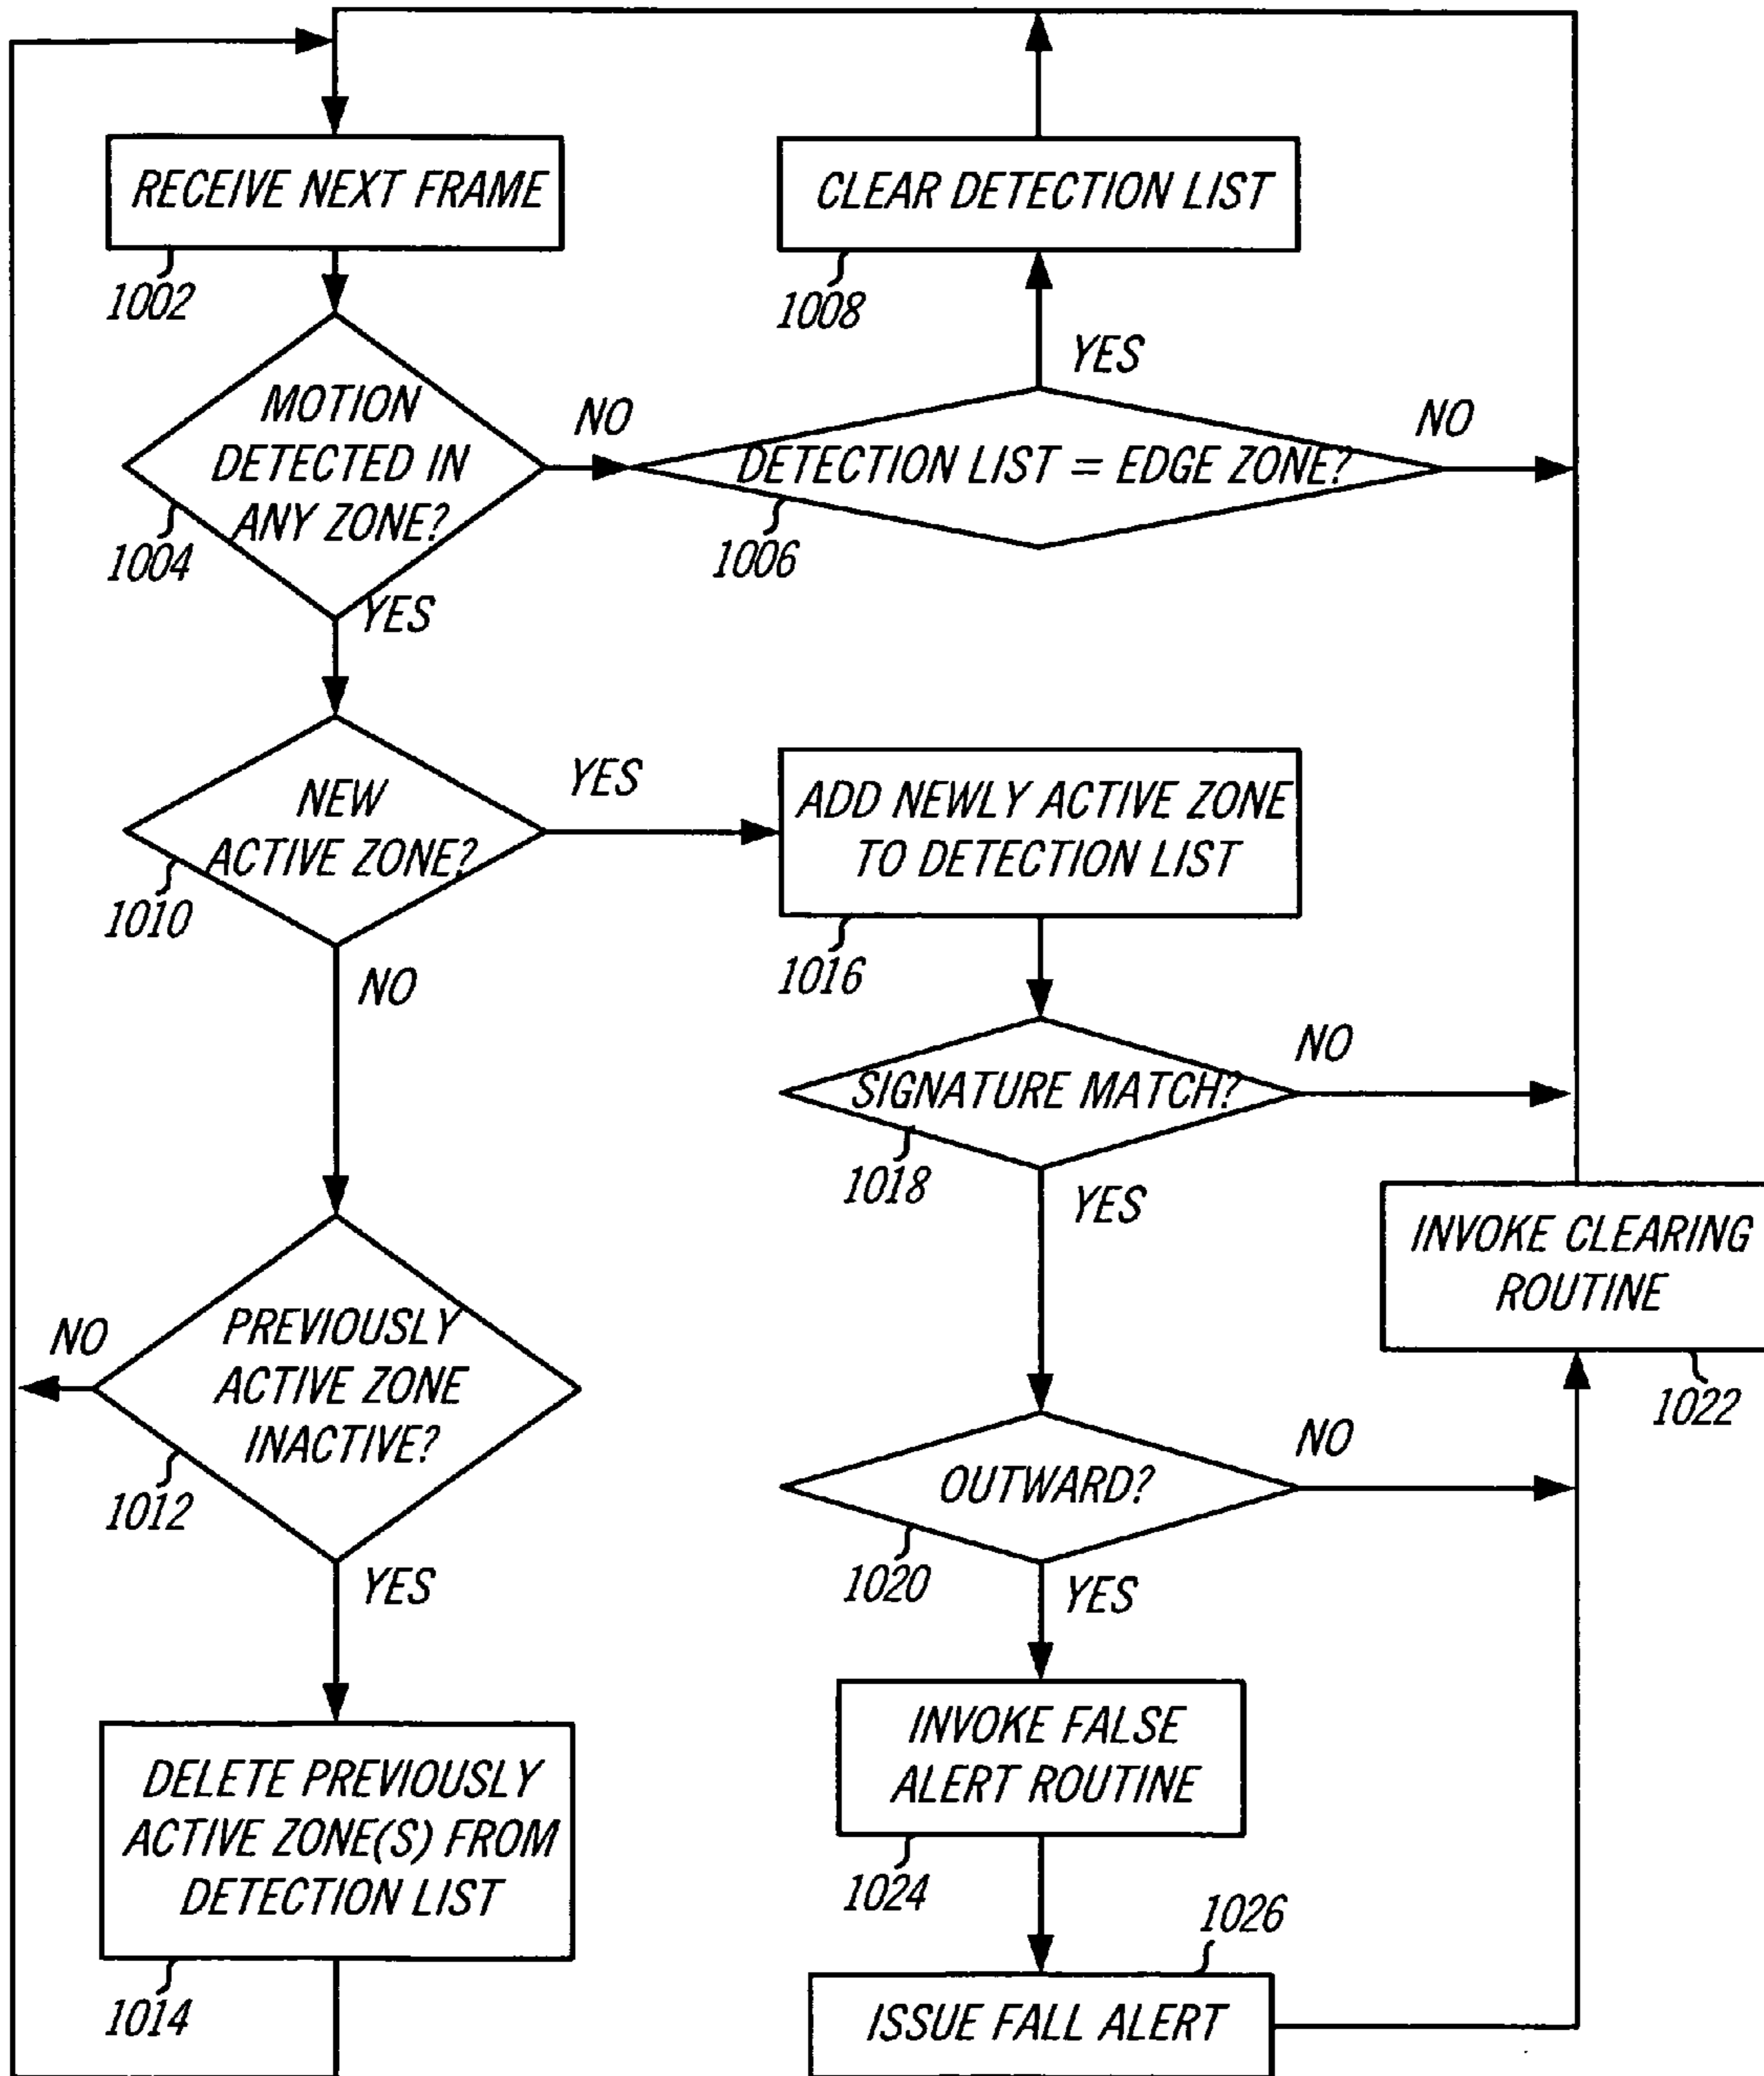 RECEIVE NEXT FRAME
1002
CLEAR DETECTION LIST
1008
YES
MOTION
DETECTED IN
ANY ZONE?
1004
NO
DETECTION LIST = EDGE ZONE?
1006
NO
YES
NEW
ACTIVE ZONE?
1010
YES
ADD NEWLY ACTIVE ZONE
TO DETECTION LIST
1016
NO
SIGNATURE MATCH?
1018
NO
YES
INVOKE CLEARING
ROUTINE
1022
PREVIOUSLY
ACTIVE ZONE
INACTIVE?
1012
NO
YES
OUTWARD?
1020
NO
YES
DELETE PREVIOUSLY
ACTIVE ZONE(S) FROM
DETECTION LIST
1014
INVOKE FALSE
ALERT ROUTINE
1024
1026
ISSUE FALL ALERT